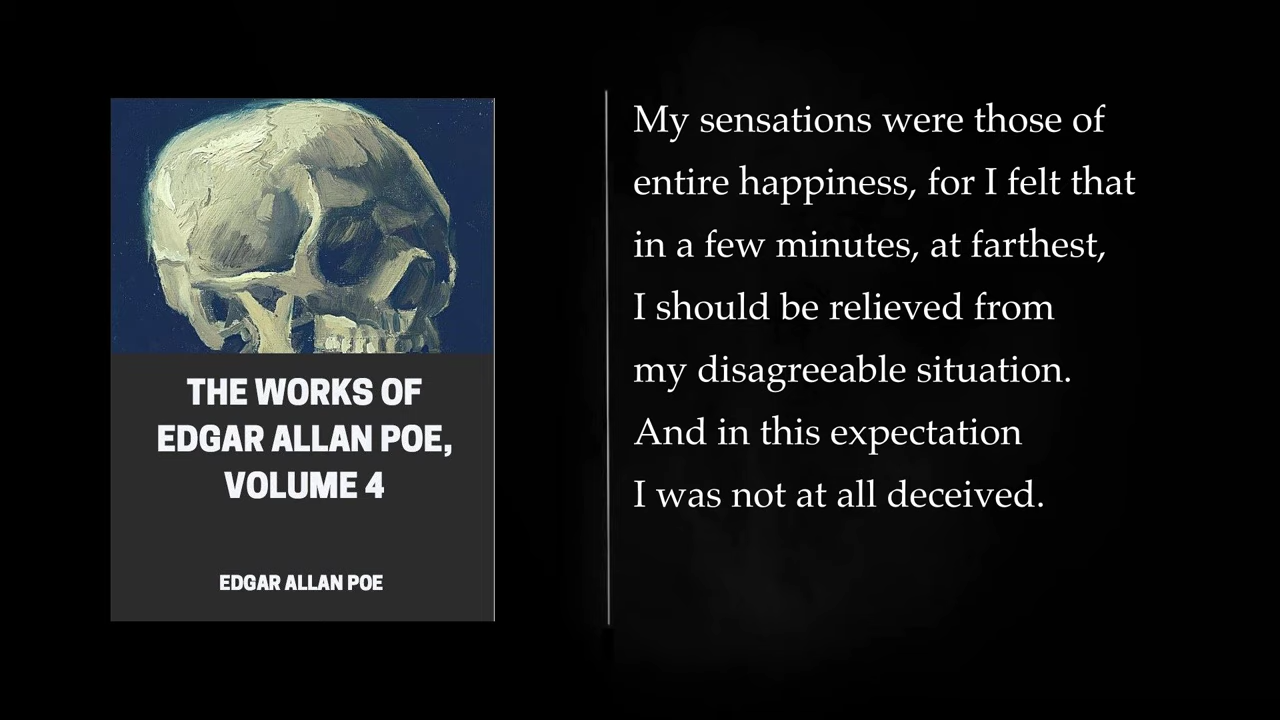 THE WORKS OF
EDGAR ALLAN POE,
VOLUME 4
EDGAR ALLAN POE
My sensations were those of
entire happiness, for I felt that
in a few minutes, at farthest,
I should be relieved from
my disagreeable situation.
And in this expectation
I was not at all deceived.